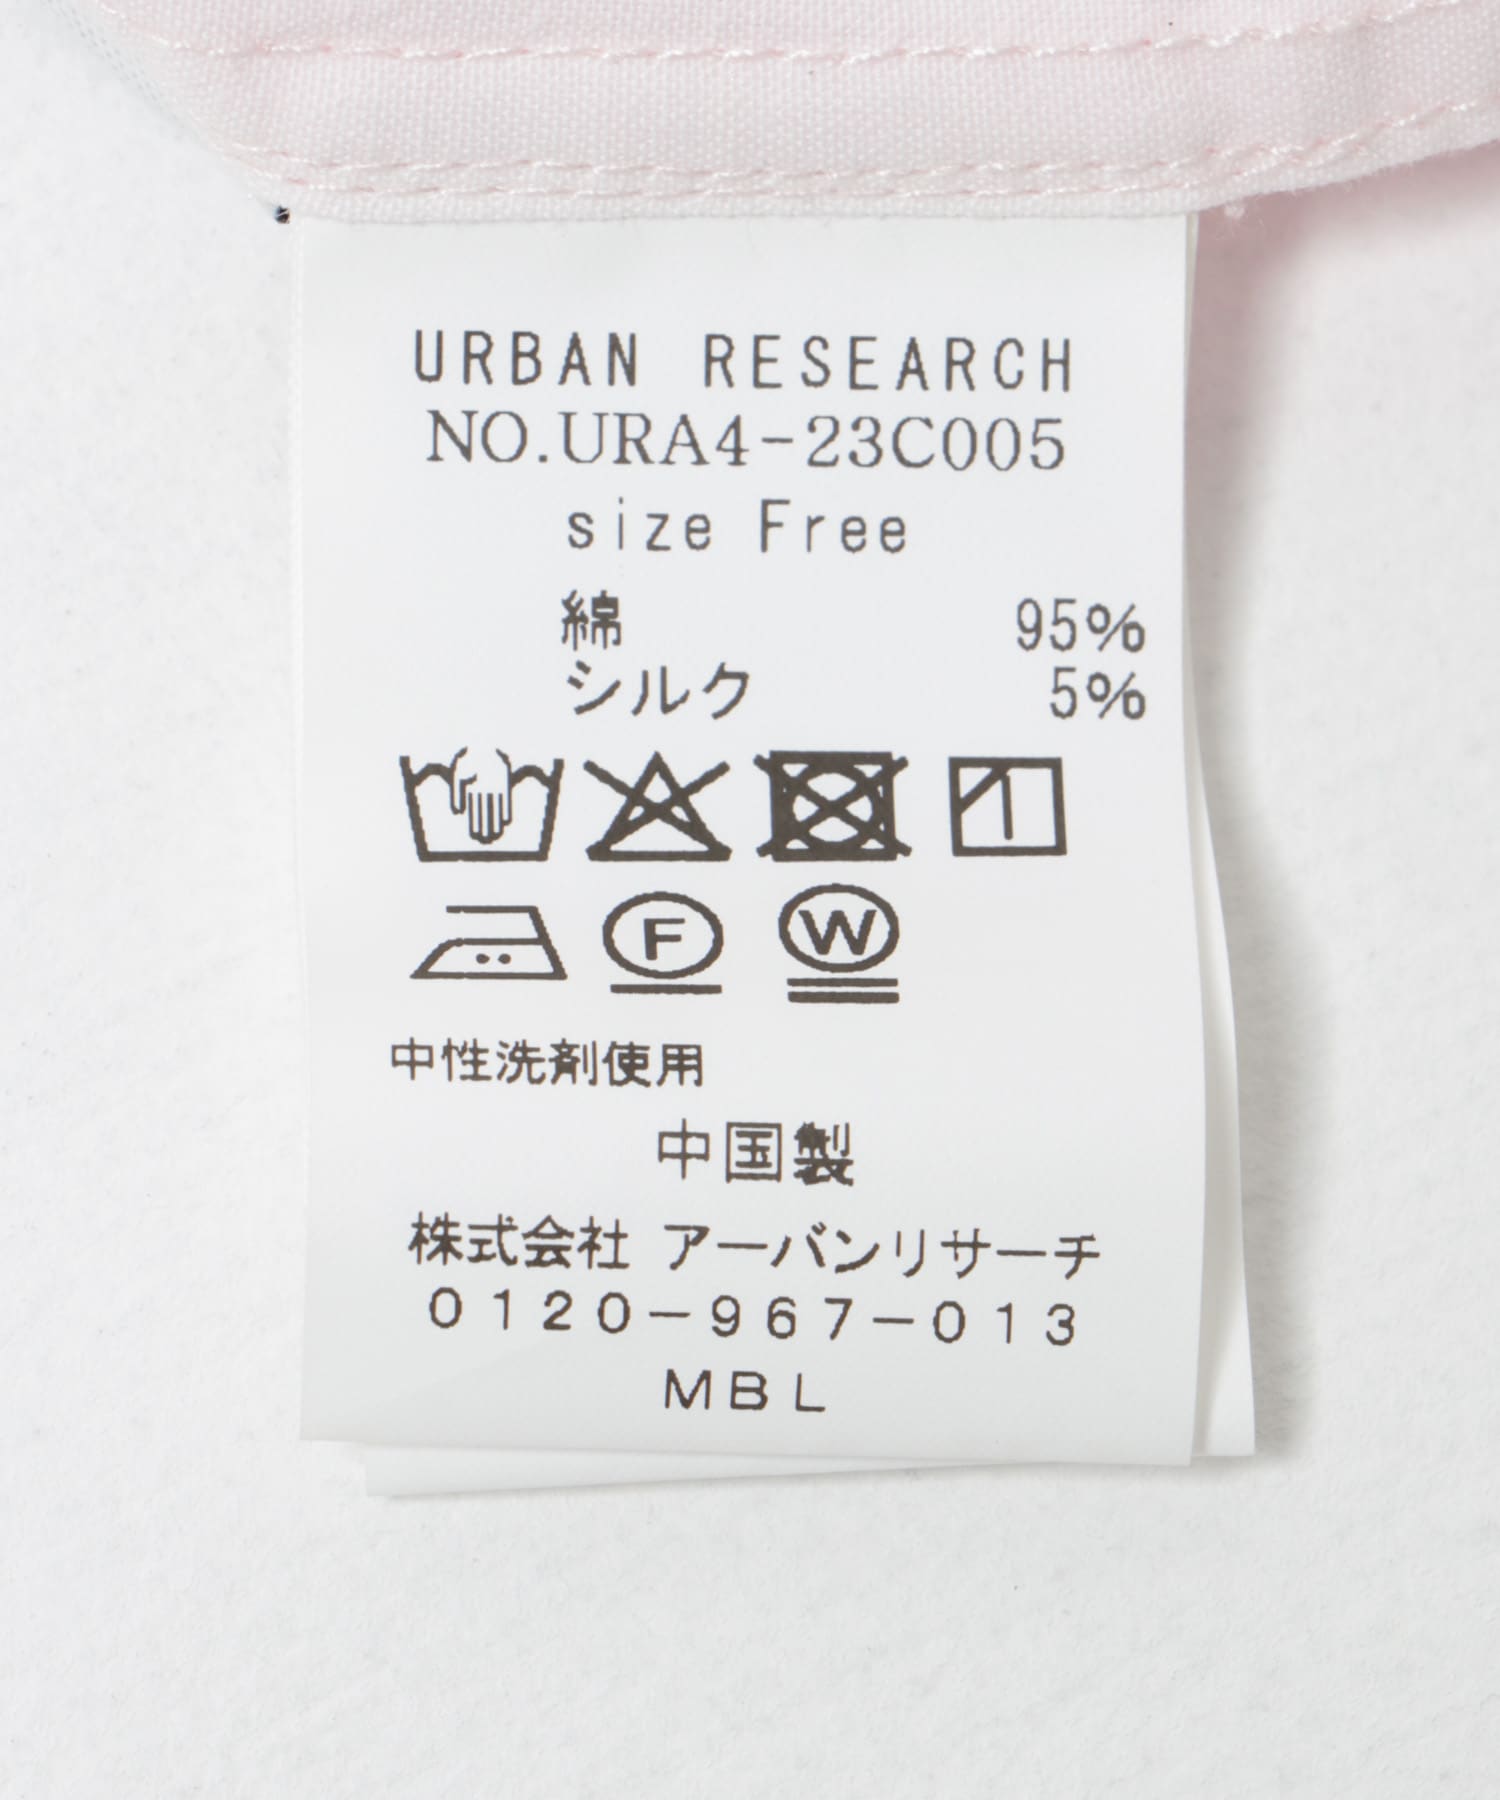 URBAN RESEARCH
NO.URA4-23C005
size Free
綿 95%
シルク 5%
F W
中性洗剤使用
中国製
株式会社 アーバンリサーチ
0120-967-013
MBL